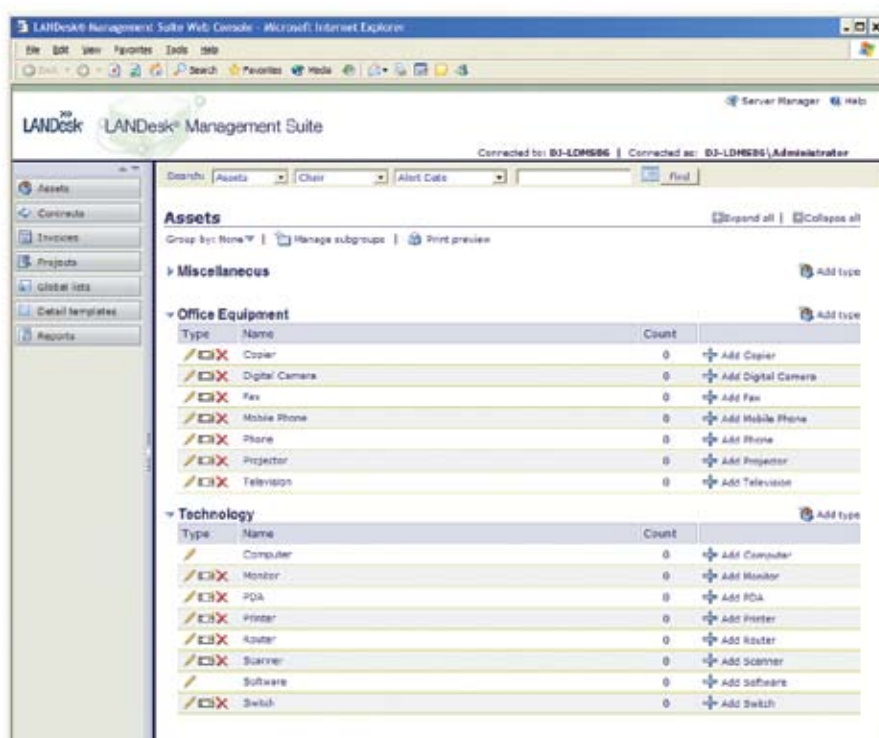 LANDesk® Management Suite Web Console - Microsoft Internet Explorer
File Edit View Favorites Tools Help
Search Favorites Media
Server Manager Help
LANDesk LANDesk® Management Suite
Connected to: DJ-LDMS86 | Connected as: DJ-LDMS86\Administrator
Search: Assets Chair Alert Date Find
Assets
Contracts
Invoices
Projects
Global lists
Detail templates
Reports
Assets Expand all | Collapse all
Group by: None | Manage subgroups | Print preview
Miscellaneous Add type
Office Equipment Add type
Type Name Count
Copier 0 Add Copier
Digital Camera 0 Add Digital Camera
Fax 0 Add Fax
Mobile Phone 0 Add Mobile Phone
Phone 0 Add Phone
Projector 0 Add Projector
Television 0 Add Television
Technology Add type
Type Name Count
Computer 0 Add Computer
Monitor 0 Add Monitor
PDA 0 Add PDA
Printer 0 Add Printer
Router 0 Add Router
Scanner 0 Add Scanner
Software 0 Add Software
Switch 0 Add Switch